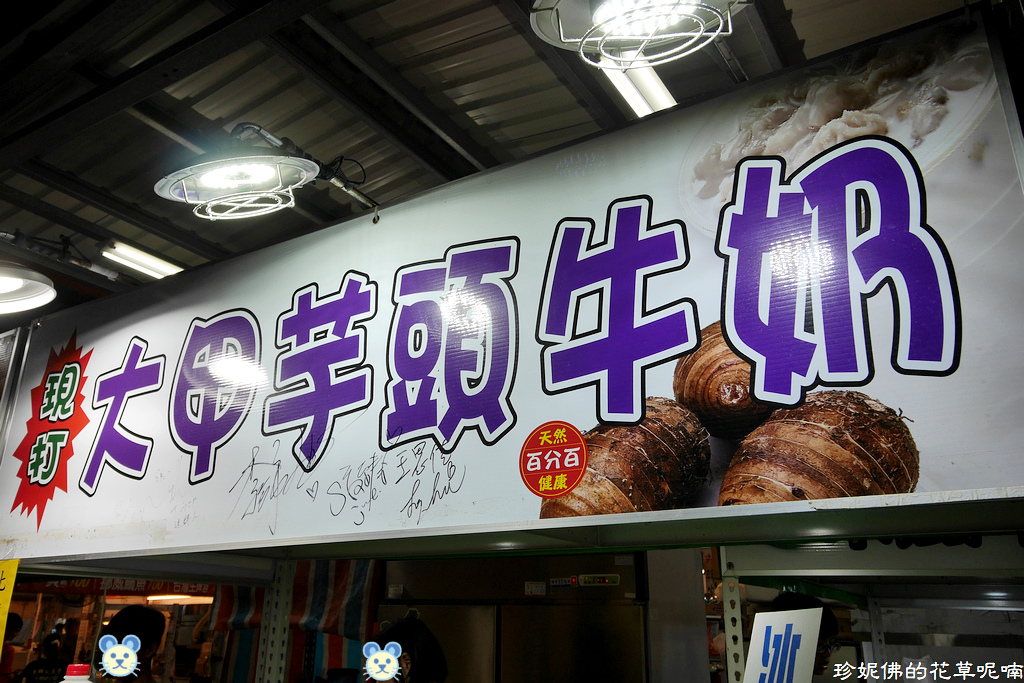 現打
大甲芋頭牛奶
天然
百分百
健康
冰
珍妮佛的花草呢喃